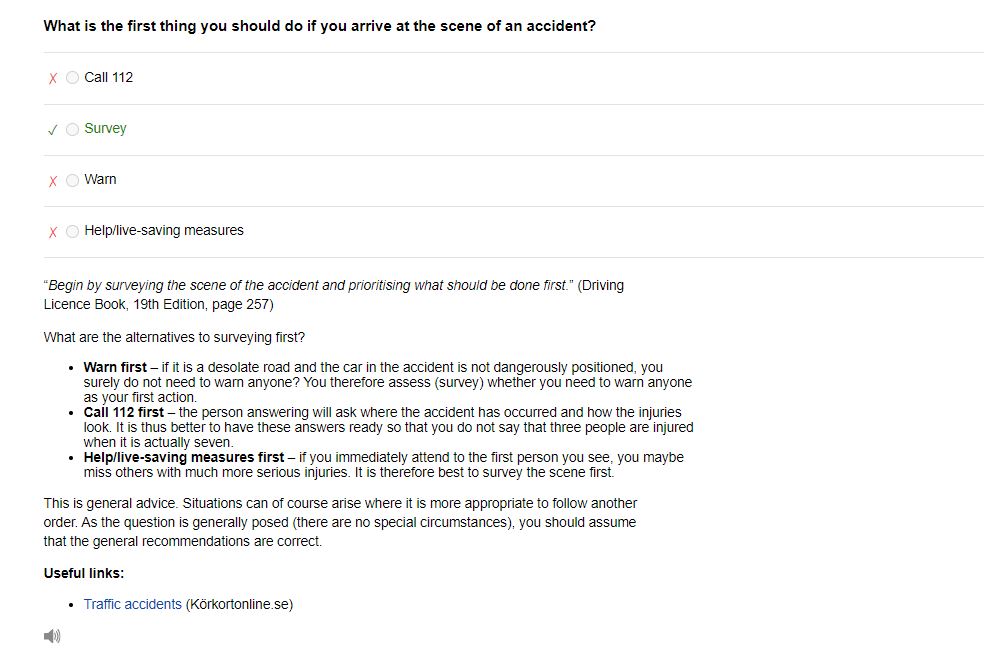 What is the first thing you should do if you arrive at the scene of an accident?
X Call 112
✓ Survey
X Warn
X Help/live-saving measures
“Begin by surveying the scene of the accident and prioritising what should be done first.” (Driving
Licence Book, 19th Edition, page 257)
What are the alternatives to surveying first?
• Warn first – if it is a desolate road and the car in the accident is not dangerously positioned, you
surely do not need to warn anyone? You therefore assess (survey) whether you need to warn anyone
as your first action.
• Call 112 first – the person answering will ask where the accident has occurred and how the injuries
look. It is thus better to have these answers ready so that you do not say that three people are injured
when it is actually seven.
• Help/live-saving measures first – if you immediately attend to the first person you see, you maybe
miss others with much more serious injuries. It is therefore best to survey the scene first.
This is general advice. Situations can of course arise where it is more appropriate to follow another
order. As the question is generally posed (there are no special circumstances), you should assume
that the general recommendations are correct.
Useful links:
• Traffic accidents (Körkortonline.se)